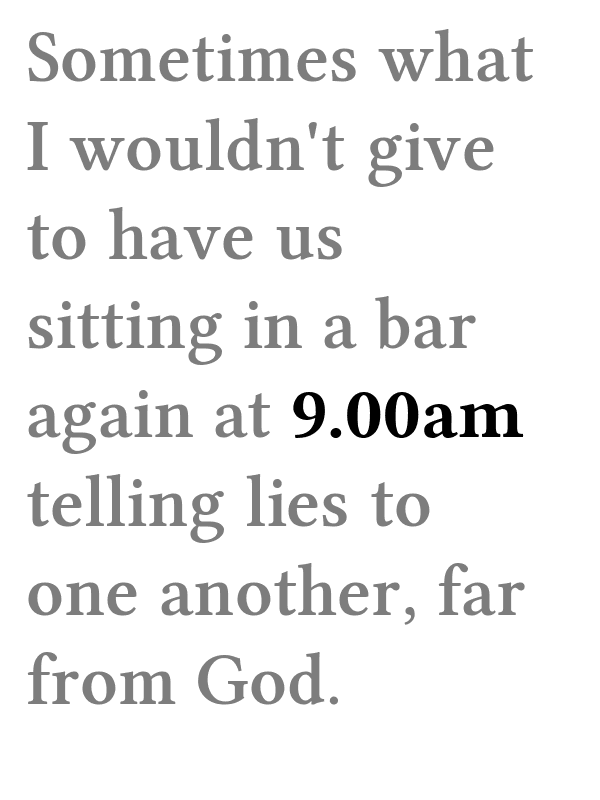 Sometimes what
I wouldn't give
to have us
sitting in a bar
again at 9.00am
telling lies to
one another, far
from God.